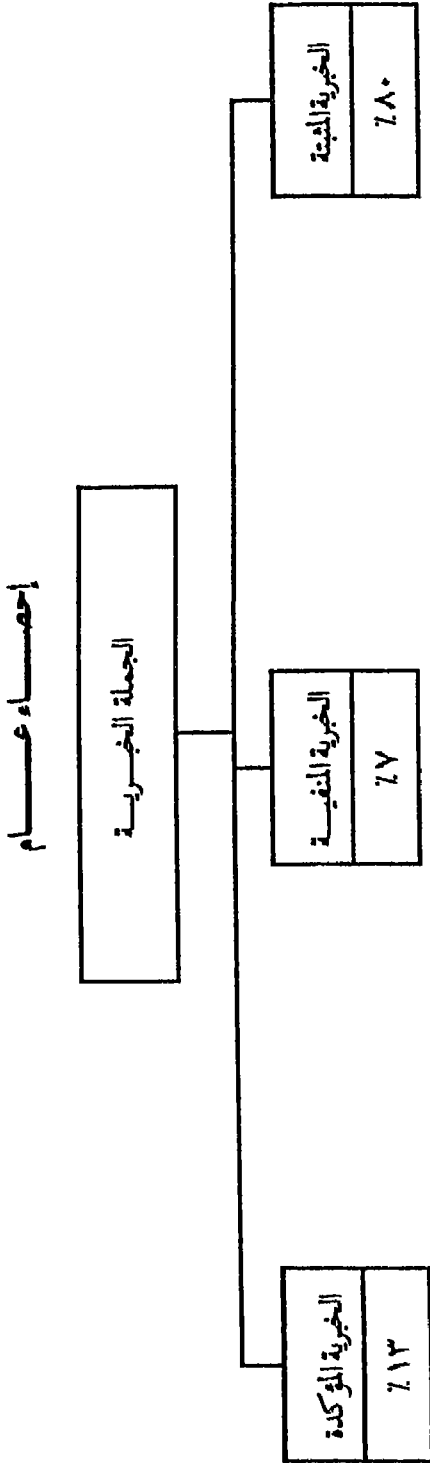 إحصاء عام
الجملة الخبرية
الخبرية المثبتة
٨٠٪
الخبرية المنفية
٧٪
الخبرية المؤكدة
١٣٪